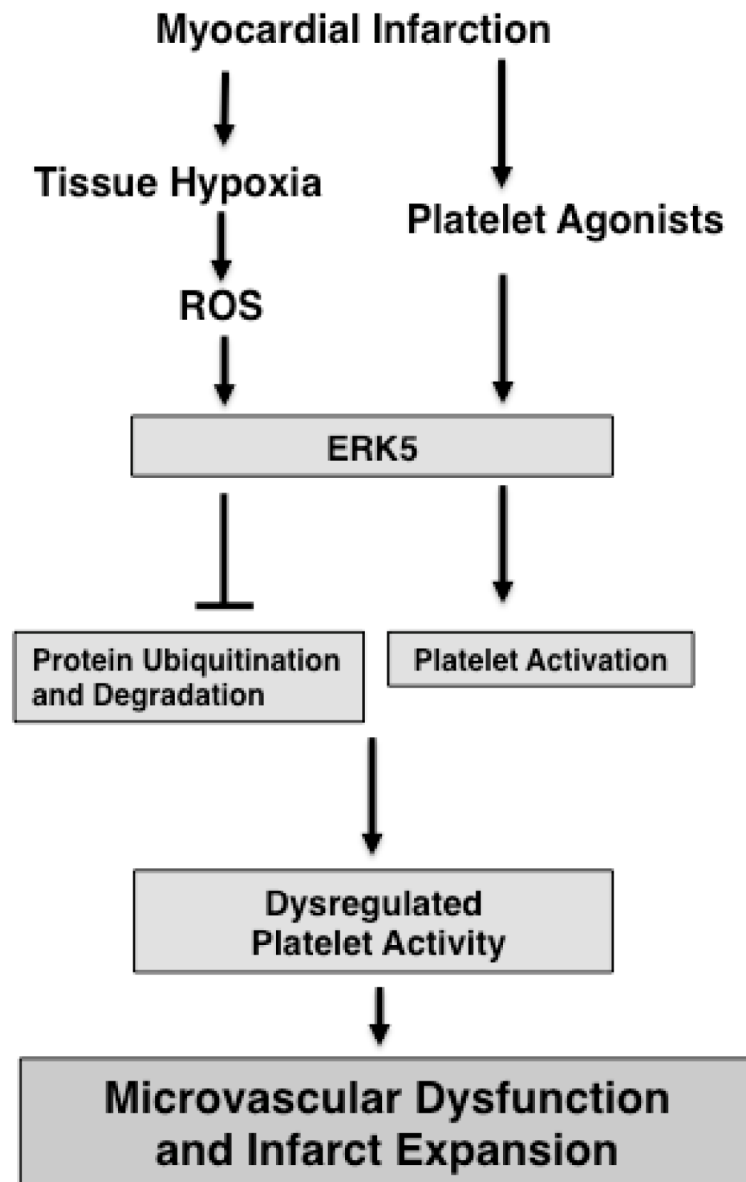 Myocardial Infarction
Tissue Hypoxia
Platelet Agonists
ROS
ERK5
Protein Ubiquitination
and Degradation
Platelet Activation
Dysregulated
Platelet Activity
Microvascular Dysfunction
and Infarct Expansion